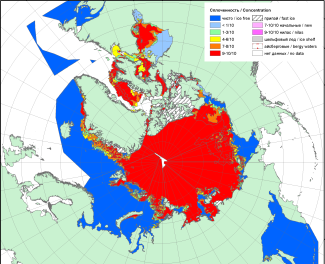 Сплоченность / Concentration
чисто / ice free
< 1/10
1-3/10
4-6/10
7-8/10
9-10/10
припай / fast ice
7-10/10 начальных / new
9-10/10 нилас / nilas
шельфовый лед / ice shelf
айсберговые / bergy waters
нет данных / no data